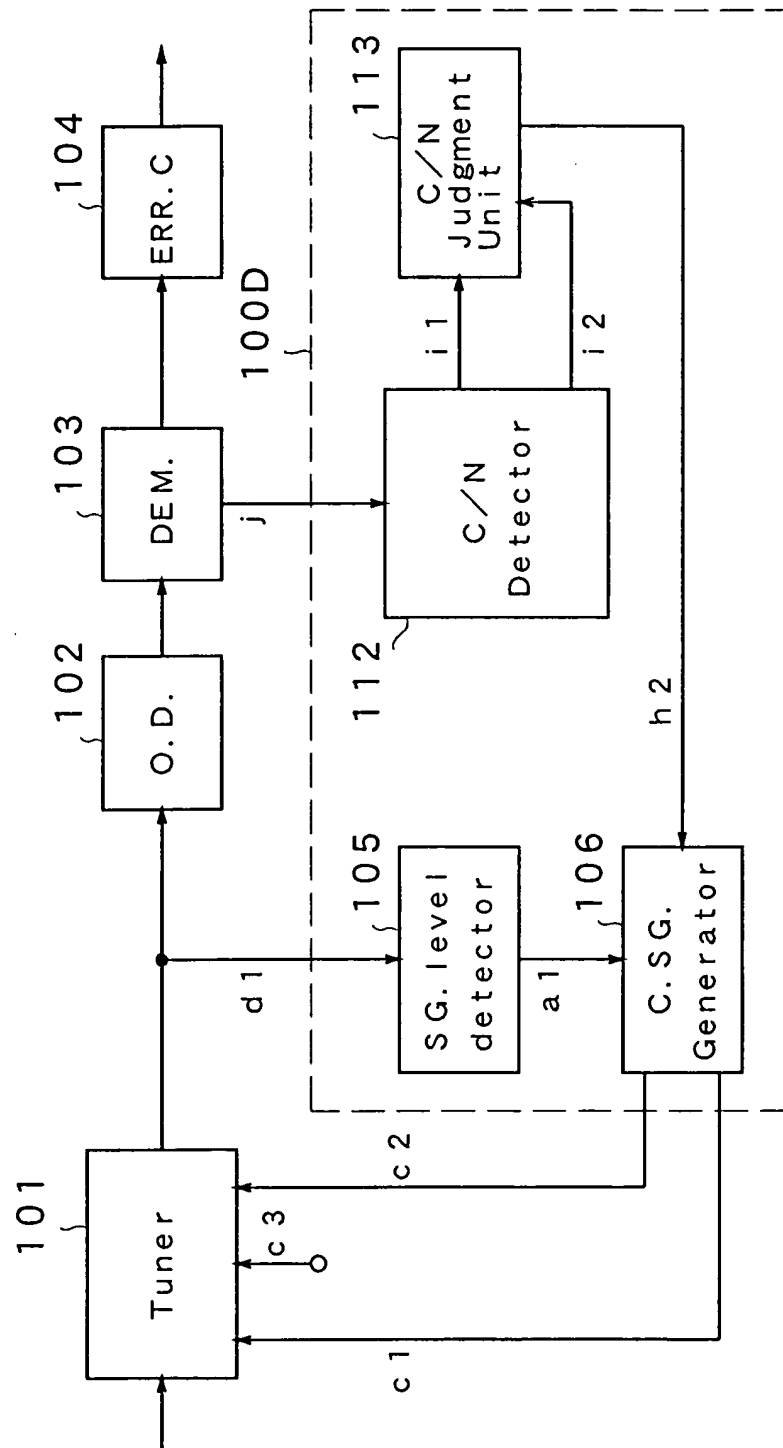 101
Tuner
102
O.D.
103
DEM.
104
ERR.C
100D
c1
c3
c2
d1
j
105
SG.level
detector
a1
106
C.SG.
Generator
112
C/N
Detector
i1
i2
113
C/N
Judgment
Unit
h2